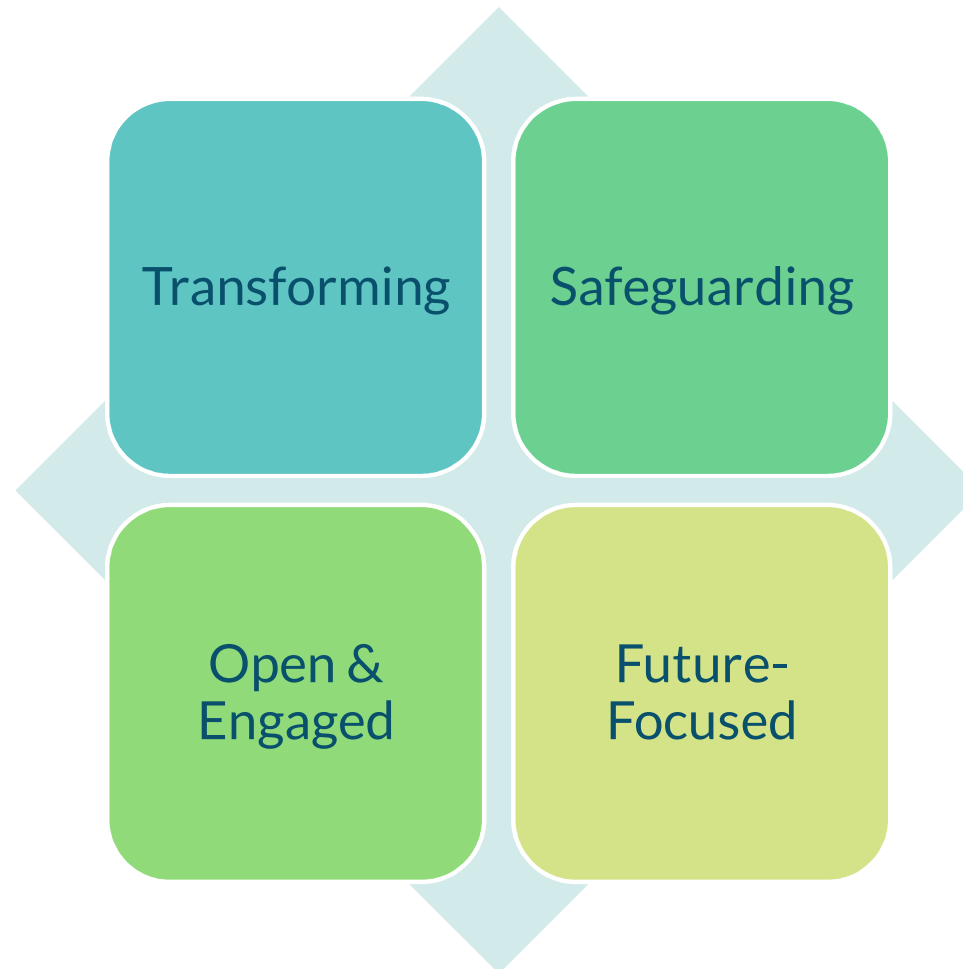 Transforming
Safeguarding
Open &
Engaged
Future-
Focused